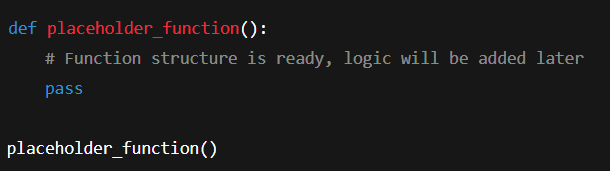 def placeholder_function():
    # Function structure is ready, logic will be added later
    pass
placeholder_function()